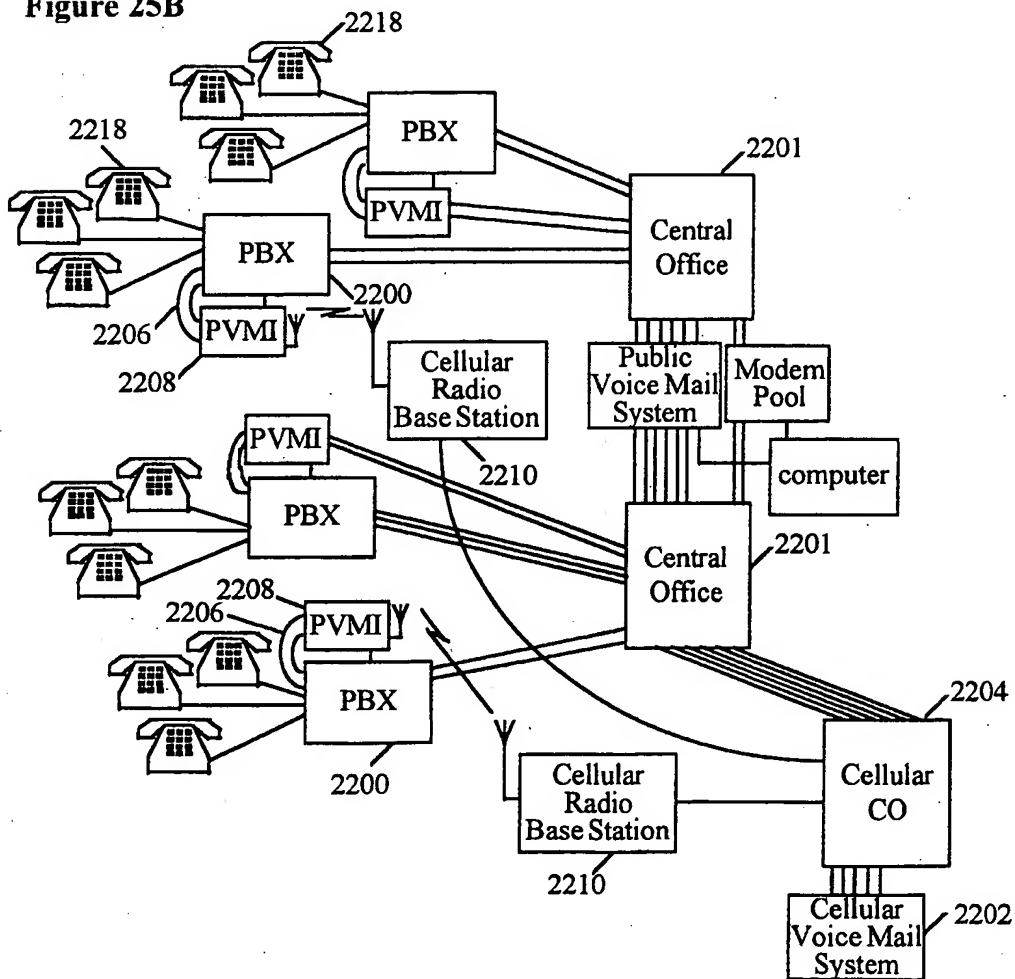 Figure 25B
2218
PBX
2218
2201
PVMI
Central
Office
PBX
2200
2206
PVMI
2208
Cellular
Radio
Base Station
2210
Public
Voice Mail
System
Modem
Pool
computer
PVMI
PBX
Central
Office
2201
2208
2206
PVMI
PBX
2200
2204
Cellular
CO
Cellular
Radio
Base Station
2210
Cellular
Voice Mail
System
2202